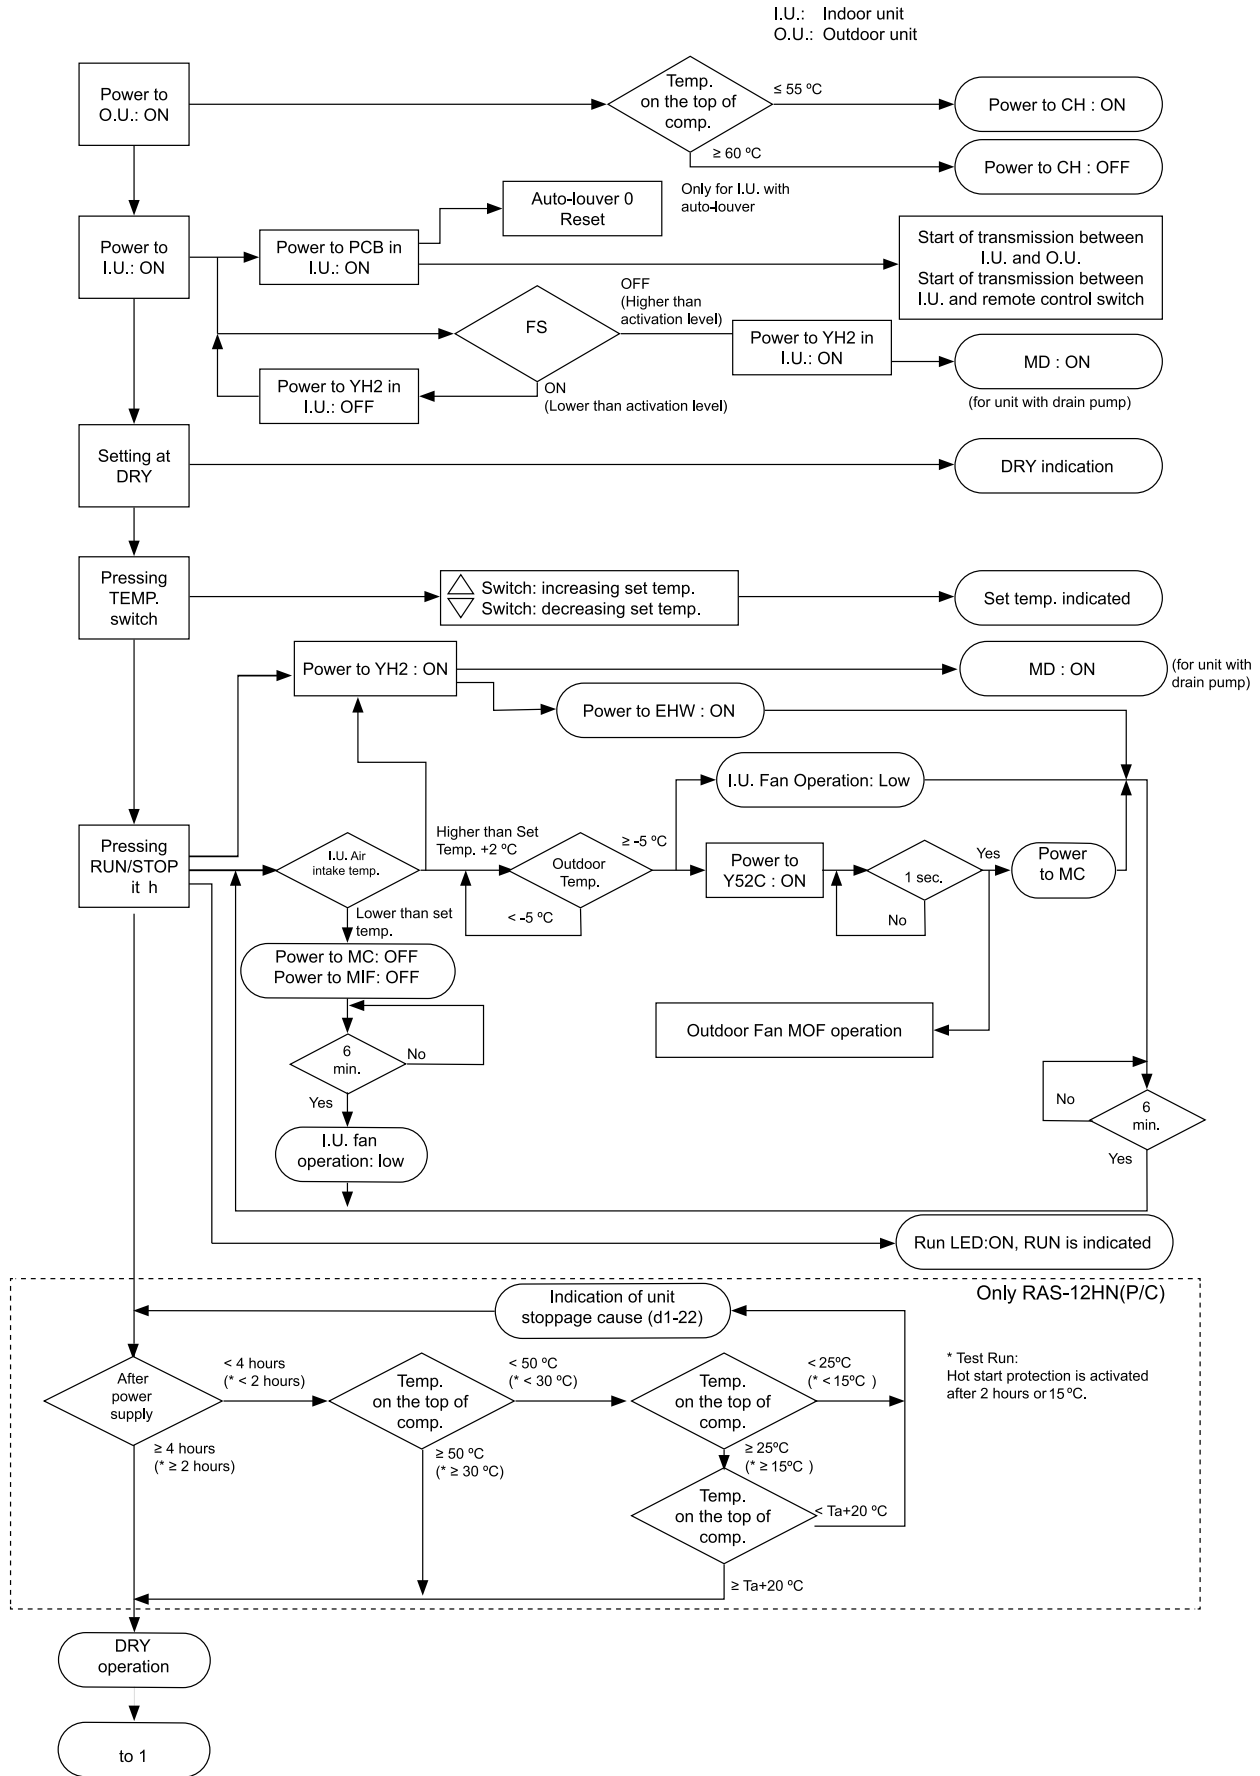 I.U.: Indoor unit
O.U.: Outdoor unit
Power to
O.U.: ON
Temp.
on the top of
comp.
≤ 55 ºC
Power to CH : ON
≥ 60 ºC
Power to CH : OFF
Power to
I.U.: ON
Power to PCB in
I.U.: ON
Auto-louver 0
Reset
Only for I.U. with
auto-louver
Start of transmission between
I.U. and O.U.
Start of transmission between
I.U. and remote control switch
FS
OFF
(Higher than
activation level)
Power to YH2 in
I.U.: ON
MD : ON
(for unit with drain pump)
Power to YH2 in
I.U.: OFF
ON
(Lower than activation level)
Setting at
DRY
DRY indication
Pressing
TEMP.
switch
△ Switch: increasing set temp.
▽ Switch: decreasing set temp.
Set temp. indicated
Power to YH2 : ON
MD : ON
(for unit with
drain pump)
Power to EHW : ON
I.U. Fan Operation: Low
Pressing
RUN/STOP
it h
I.U. Air
intake temp.
Higher than Set
Temp. +2 ºC
Outdoor
Temp.
≥ -5 ºC
< -5 ºC
Power to
Y52C : ON
1 sec.
Yes
No
Power
to MC
Lower than set
temp.
Power to MC: OFF
Power to MIF: OFF
Outdoor Fan MOF operation
6
min.
No
Yes
I.U. fan
operation: low
No
6
min.
Yes
Run LED:ON, RUN is indicated
Only RAS-12HN(P/C)
Indication of unit
stoppage cause (d1-22)
After
power
supply
< 4 hours
(* < 2 hours)
≥ 4 hours
(* ≥ 2 hours)
Temp.
on the top of
comp.
< 50 ºC
(* < 30 ºC)
≥ 50 ºC
(* ≥ 30 ºC)
Temp.
on the top of
comp.
< 25ºC
(* < 15ºC )
≥ 25ºC
(* ≥ 15ºC )
* Test Run:
Hot start protection is activated
after 2 hours or 15 ºC.
Temp.
on the top of
comp.
< Ta+20 ºC
≥ Ta+20 ºC
DRY
operation
to 1